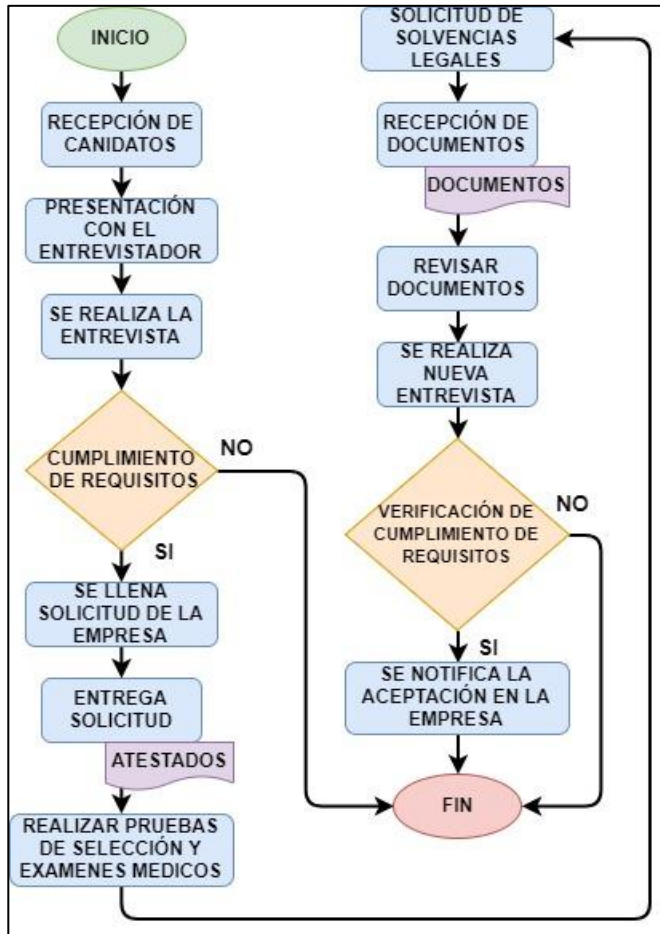 INICIO
RECEPCIÓN DE
CANIDATOS
PRESENTACIÓN
CON EL
ENTREVISTADOR
SE REALIZA LA
ENTREVISTA
CUMPLIMIENTO
DE REQUISITOS
NO
SI
SE LLENA
SOLICITUD DE LA
EMPRESA
ENTREGA
SOLICITUD
ATESTADOS
REALIZAR PRUEBAS
DE SELECCIÓN Y
EXAMENES MEDICOS
SOLICITUD DE
SOLVENCIAS
LEGALES
RECEPCIÓN DE
DOCUMENTOS
DOCUMENTOS
REVISAR
DOCUMENTOS
SE REALIZA
NUEVA
ENTREVISTA
VERIFICACIÓN DE
CUMPLIMIENTO DE
REQUISITOS
NO
SI
SE NOTIFICA LA
ACEPTACIÓN EN LA
EMPRESA
FIN